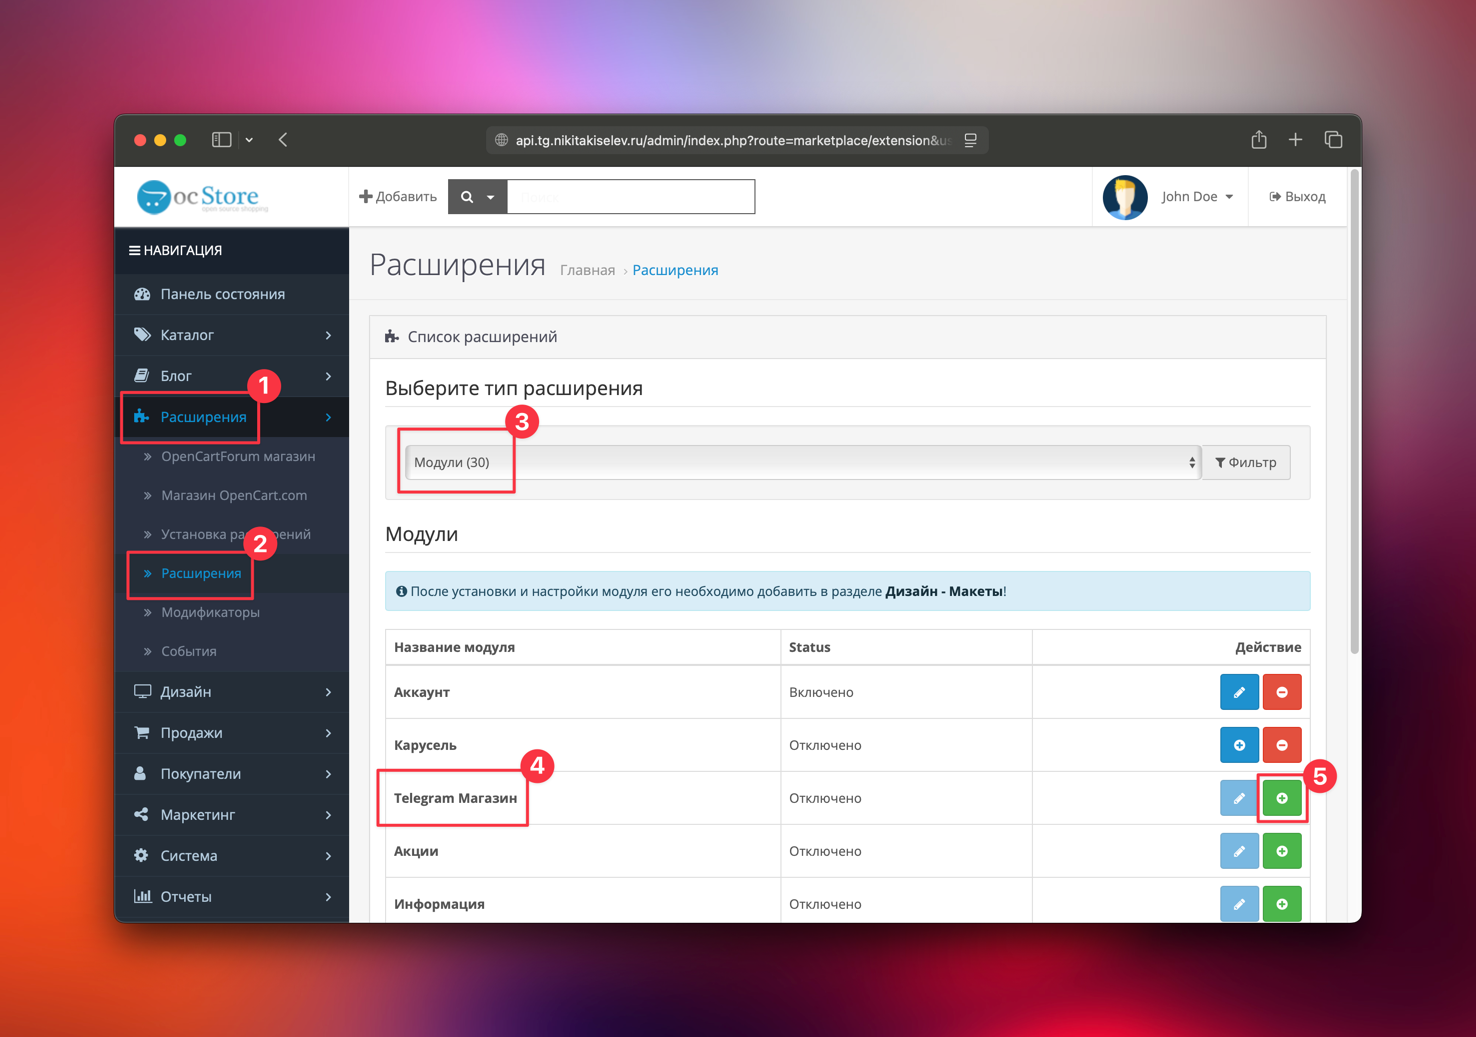 api.tg.nikitakiselev.ru/admin/index.php?route=marketplace/extension&us
ocStore
open source shopping
Добавить
John Doe
Выход
НАВИГАЦИЯ
Панель состояния
Каталог
Блог
1
Расширения
OpenCartForum магазин
Магазин OpenCart.com
Установка ра рений
2
Расширения
Модификаторы
События
Дизайн
Продажи
Покупатели
Маркетинг
Система
Отчеты
Расширения
Главная › Расширения
Список расширений
Выберите тип расширения
3
Модули (30)
Фильтр
Модули
После установки и настройки модуля его необходимо добавить в разделе Дизайн - Макеты!
Название модуля Status Действие
Аккаунт Включено
Карусель Отключено
4
5
Telegram Магазин Отключено
Акции Отключено
Информация Отключено